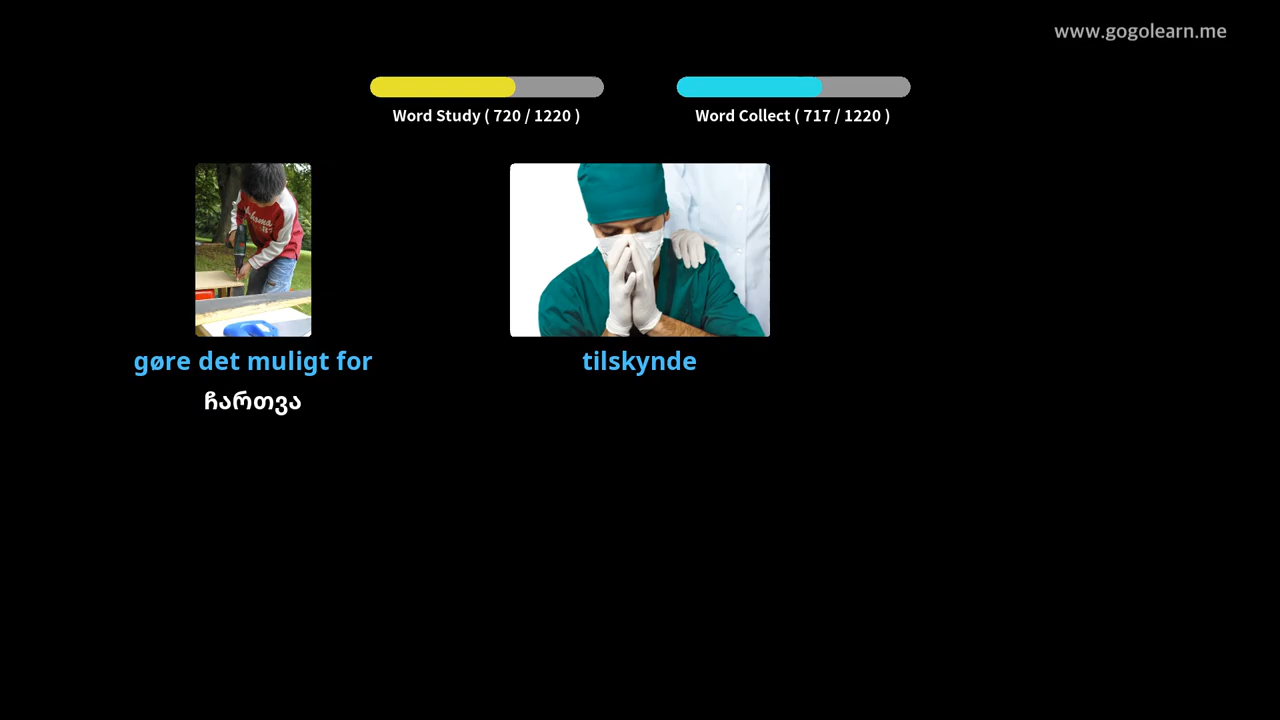 www.gogolearn.me
Word Study ( 720 / 1220 )
Word Collect ( 717 / 1220 )
gøre det muligt for
tilskynde
ჩართვა